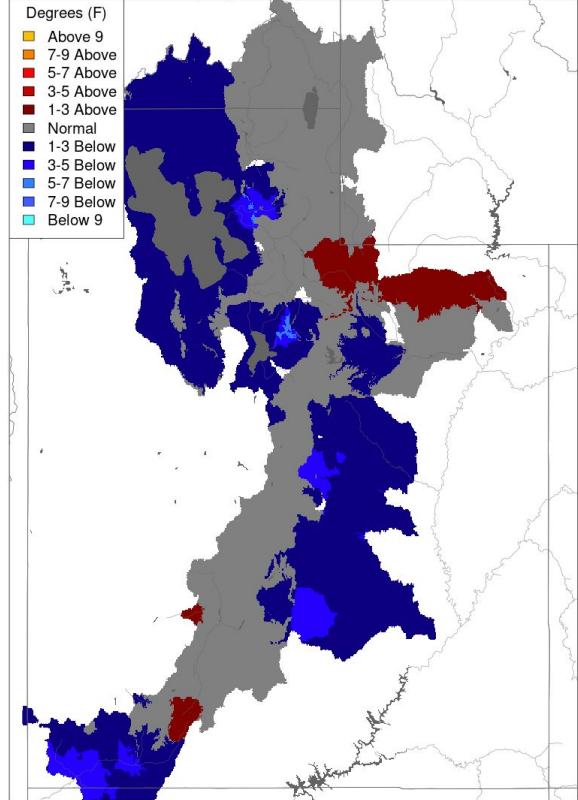 Degrees (F)
Above 9
7-9 Above
5-7 Above
3-5 Above
1-3 Above
Normal
1-3 Below
3-5 Below
5-7 Below
7-9 Below
Below 9